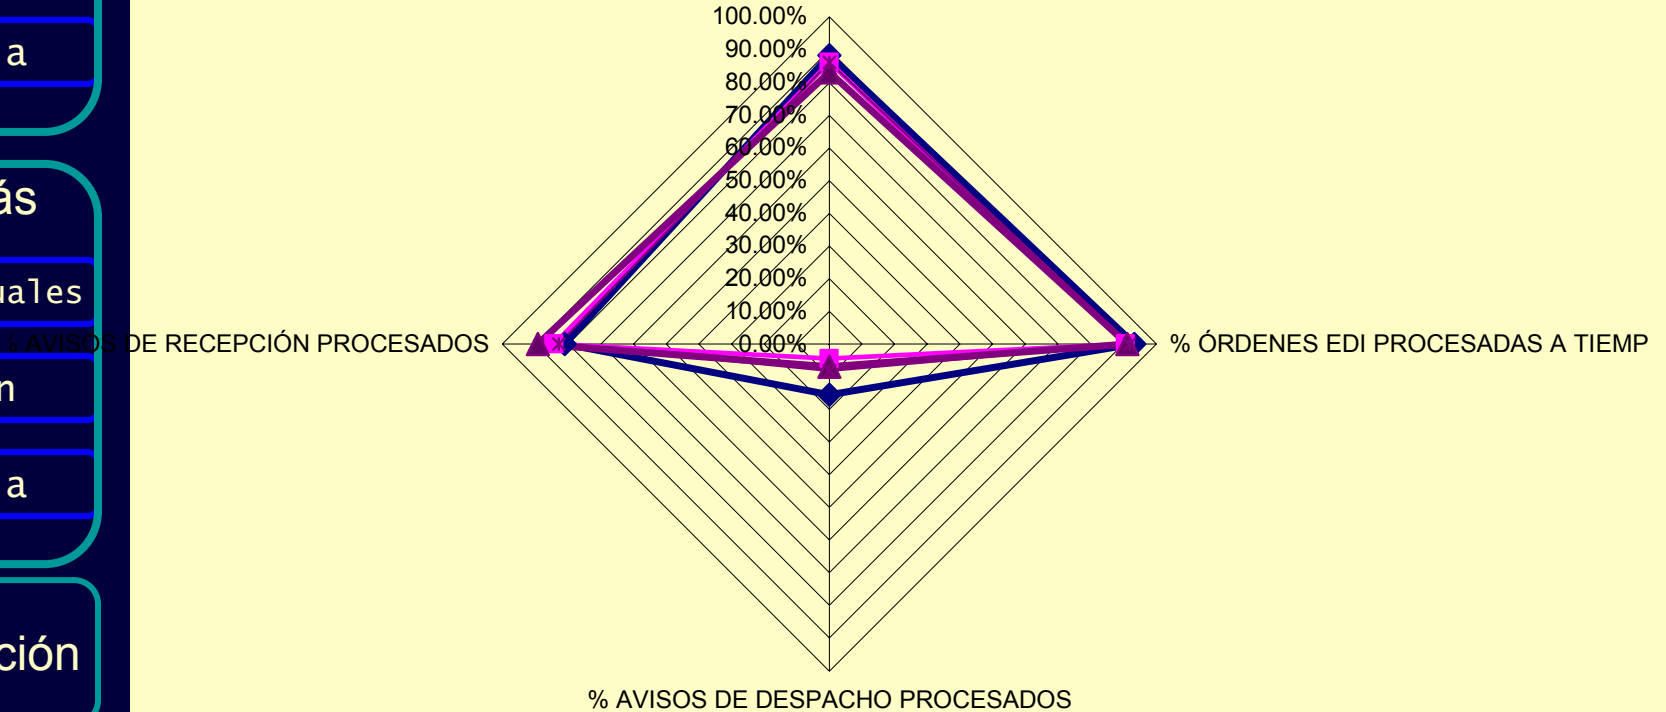 a
ás
uales
n
a
ción
100.00%
90.00%
80.00%
70.00%
60.00%
50.00%
40.00%
30.00%
20.00%
10.00%
0.00%
% AVISOS DE RECEPCIÓN PROCESADOS
% ÓRDENES EDI PROCESADAS A TIEMP
% AVISOS DE DESPACHO PROCESADOS